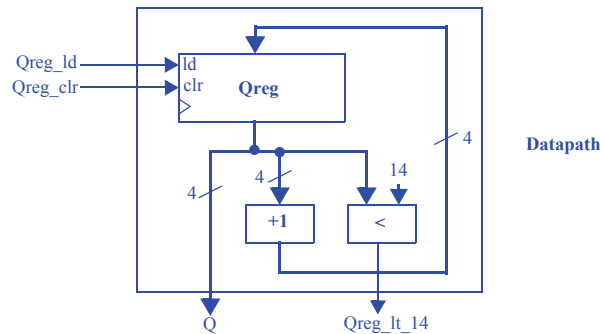 Qreg_ld
ld
Qreg_clr
clr
Qreg
4
Datapath
4
4
14
+1
<
Q
Qreg_lt_14